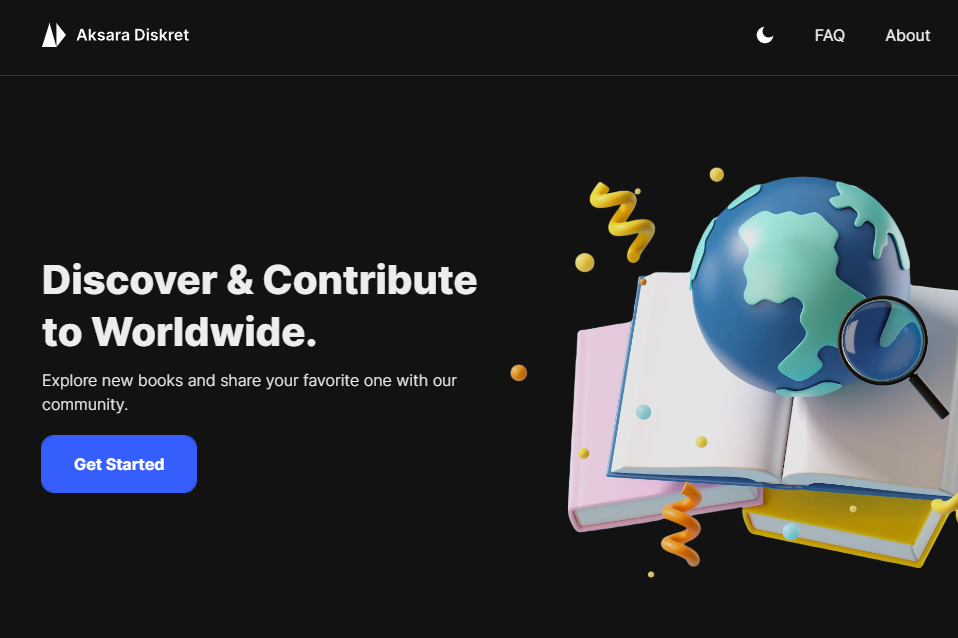 Aksara Diskret
FAQ
About
Discover & Contribute
to Worldwide.
Explore new books and share your favorite one with our
community.
Get Started